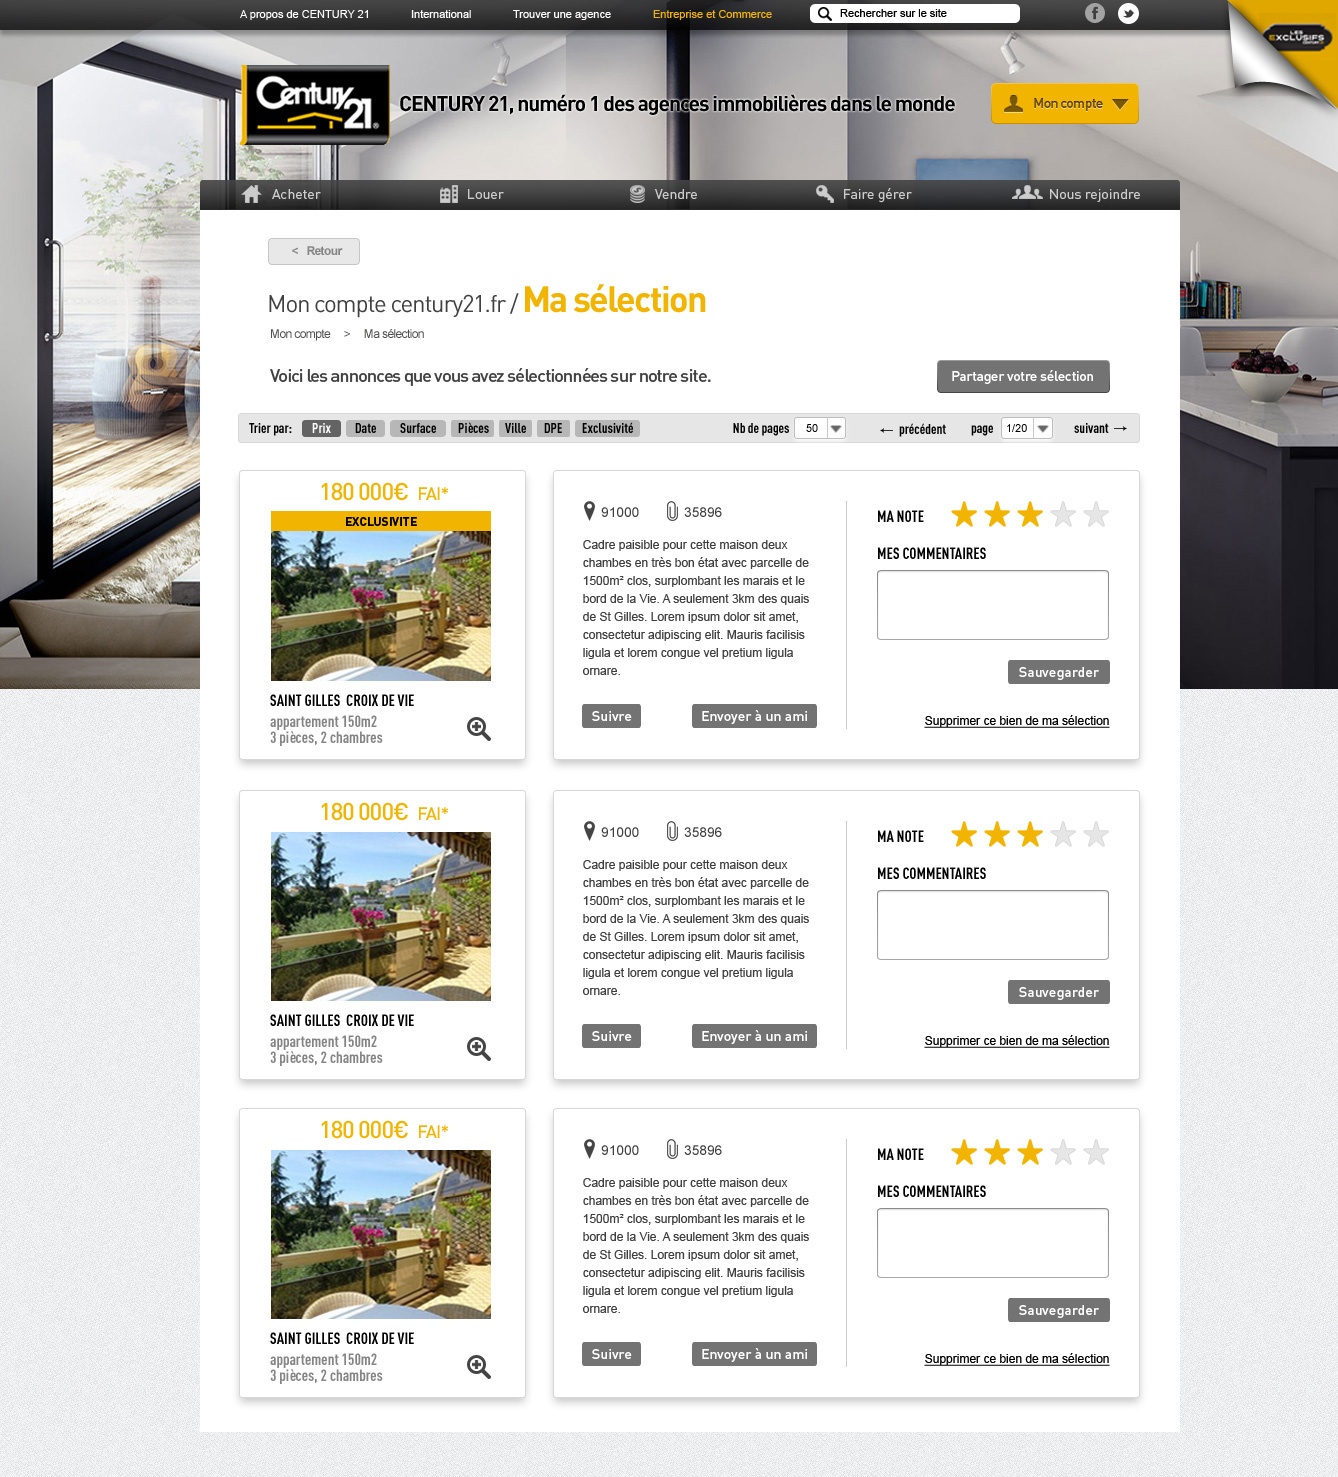 A propos de CENTURY 21
International
Trouver une agence
Entreprise et Commerce
Rechercher sur le site
LES
EXCLUSIFS
Century 21
CENTURY 21, numéro 1 des agences immobilières dans le monde
Mon compte
Acheter
Louer
Vendre
Faire gérer
Nous rejoindre
< Retour
Mon compte century21.fr / Ma sélection
Mon compte > Ma sélection
Voici les annonces que vous avez sélectionnées sur notre site.
Partager votre sélection
Trier par: Prix Date Surface Pièces Ville DPE Exclusivité
Nb de pages 50
← précédent
page 1/20
suivant →
180 000€ FAI*
EXCLUSIVITE
SAINT GILLES CROIX DE VIE
appartement 150m2
3 pièces, 2 chambres
91000
35896
Cadre paisible pour cette maison deux
chambes en très bon état avec parcelle de
1500m² clos, surplombant les marais et le
bord de la Vie. A seulement 3km des quais
de St Gilles. Lorem ipsum dolor sit amet,
consectetur adipiscing elit. Mauris facilisis
ligula et lorem congue vel pretium ligula
ornare.
Suivre
Envoyer à un ami
MA NOTE
MES COMMENTAIRES
Sauvegarder
Supprimer ce bien de ma sélection
180 000€ FAI*
SAINT GILLES CROIX DE VIE
appartement 150m2
3 pièces, 2 chambres
91000
35896
Cadre paisible pour cette maison deux
chambes en très bon état avec parcelle de
1500m² clos, surplombant les marais et le
bord de la Vie. A seulement 3km des quais
de St Gilles. Lorem ipsum dolor sit amet,
consectetur adipiscing elit. Mauris facilisis
ligula et lorem congue vel pretium ligula
ornare.
Suivre
Envoyer à un ami
MA NOTE
MES COMMENTAIRES
Sauvegarder
Supprimer ce bien de ma sélection
180 000€ FAI*
SAINT GILLES CROIX DE VIE
appartement 150m2
3 pièces, 2 chambres
91000
35896
Cadre paisible pour cette maison deux
chambes en très bon état avec parcelle de
1500m² clos, surplombant les marais et le
bord de la Vie. A seulement 3km des quais
de St Gilles. Lorem ipsum dolor sit amet,
consectetur adipiscing elit. Mauris facilisis
ligula et lorem congue vel pretium ligula
ornare.
Suivre
Envoyer à un ami
MA NOTE
MES COMMENTAIRES
Sauvegarder
Supprimer ce bien de ma sélection